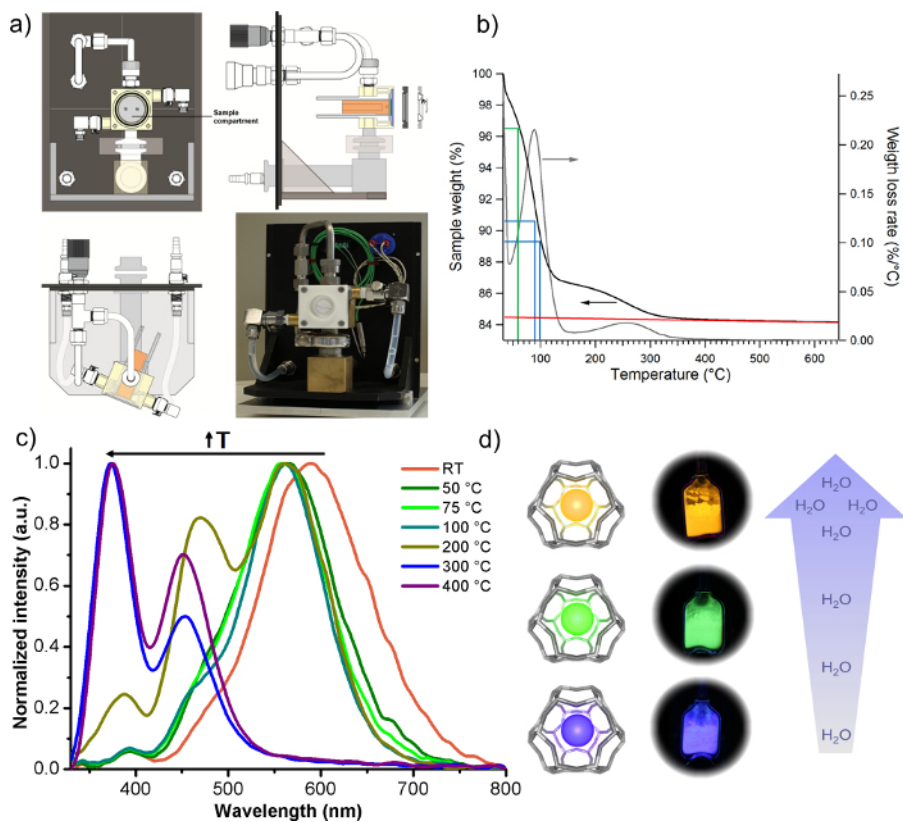 a)
Sample
compartment
b)
100
98
96
94
92
90
88
86
84
Sample weight (%)
0.25
0.20
0.15
0.10
0.05
0.00
Weigth loss rate (%/°C)
100
200
300
400
500
600
Temperature (°C)
c)
T
1.0
0.8
0.6
0.4
0.2
0.0
Normalized intensity (a.u.)
RT
50 °C
75 °C
100 °C
200 °C
300 °C
400 °C
400
500
600
700
800
Wavelength (nm)
d)
H₂O
H₂O H₂O
H₂O
H₂O
H₂O
H₂O